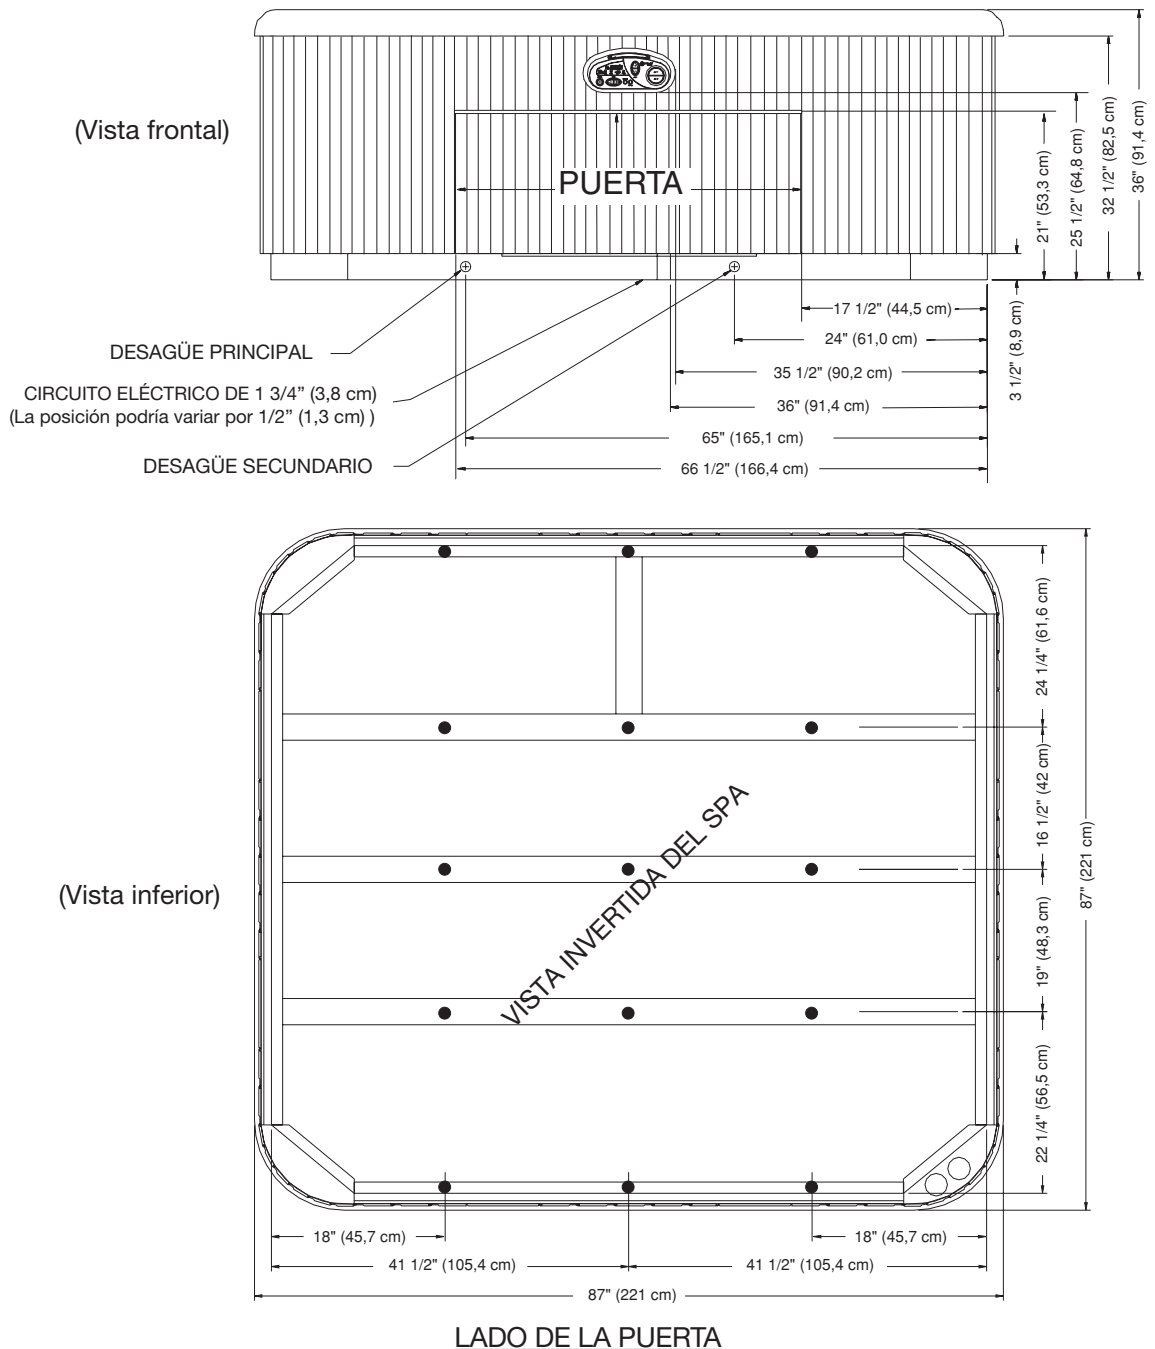 (Vista frontal)
PUERTA
21" (53,3 cm)
25 1/2" (64,8 cm)
32 1/2" (82,5 cm)
36" (91,4 cm)
17 1/2" (44,5 cm)
24" (61,0 cm)
3 1/2" (8,9 cm)
DESAGÜE PRINCIPAL
35 1/2" (90,2 cm)
CIRCUITO ELÉCTRICO DE 1 3/4” (3,8 cm)
(La posición podría variar por 1/2” (1,3 cm) )
36" (91,4 cm)
65" (165,1 cm)
DESAGÜE SECUNDARIO
66 1/2" (166,4 cm)
24 1/4" (61,6 cm)
16 1/2" (42 cm)
VISTA INVERTIDA DEL SPA
87" (221 cm)
(Vista inferior)
19" (48,3 cm)
22 1/4" (56,5 cm)
18" (45,7 cm)
18" (45,7 cm)
41 1/2" (105,4 cm)
41 1/2" (105,4 cm)
87" (221 cm)
LADO DE LA PUERTA